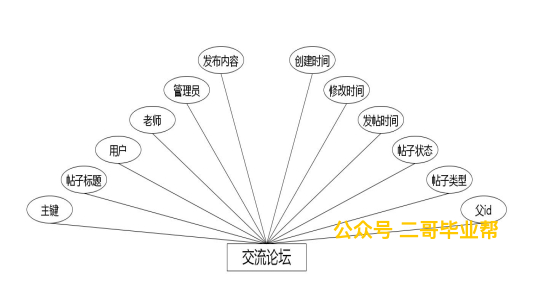 发布内容 创建时间
管理员 修改时间
老师 发帖时间
用户 帖子状态
帖子标题 帖子类型
主键 父id
公众号 二哥毕业帮
交流论坛